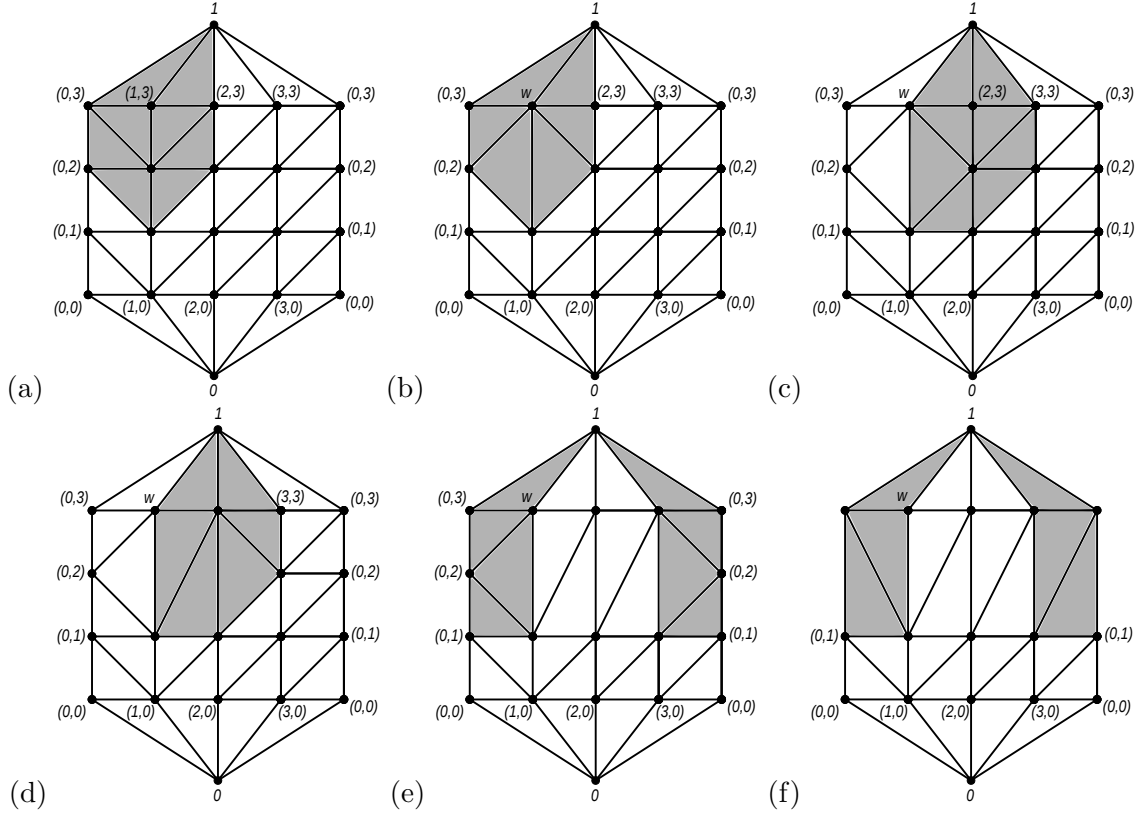 1 1 1
(0,3) (1,3) (2,3) (3,3) (0,3) (0,3) w (2,3) (3,3) (0,3) (0,3) w (2,3) (3,3) (0,3)
(0,2) (0,2) (0,2) (0,2) (0,2) (0,2)
(0,1) (0,1) (0,1) (0,1) (0,1) (0,1)
(0,0) (1,0) (2,0) (3,0) (0,0) (0,0) (1,0) (2,0) (3,0) (0,0) (0,0) (1,0) (2,0) (3,0) (0,0)
(a) 0 (b) 0 (c) 0
1 1 1
(0,3) w (3,3) (0,3) (0,3) w (0,3) w
(0,2) (0,2) (0,2) (0,2)
(0,1) (0,1) (0,1) (0,1) (0,1) (0,1)
(0,0) (1,0) (2,0) (3,0) (0,0) (0,0) (1,0) (2,0) (3,0) (0,0) (0,0) (1,0) (2,0) (3,0) (0,0)
(d) 0 (e) 0 (f) 0